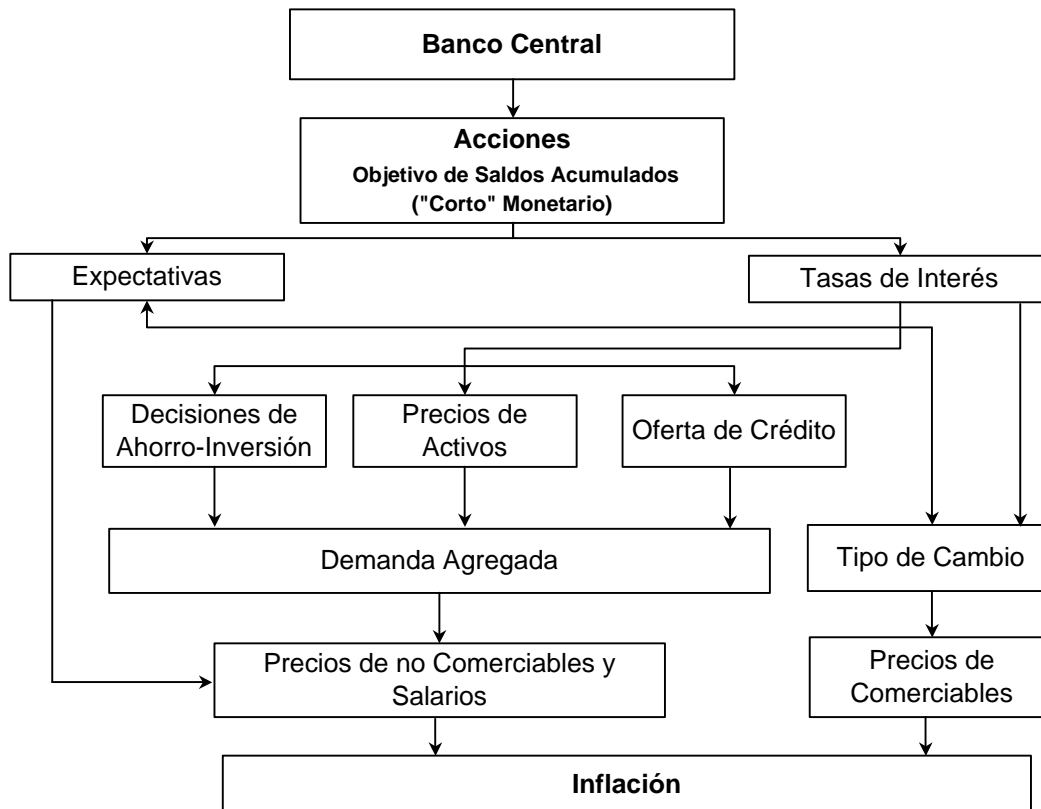 Banco Central
Acciones
Objetivo de Saldos Acumulados
("Corto" Monetario)
Expectativas
Tasas de Interés
Decisiones de
Ahorro-Inversión
Precios de
Activos
Oferta de Crédito
Demanda Agregada
Tipo de Cambio
Precios de no Comerciables y
Salarios
Precios de
Comerciables
Inflación